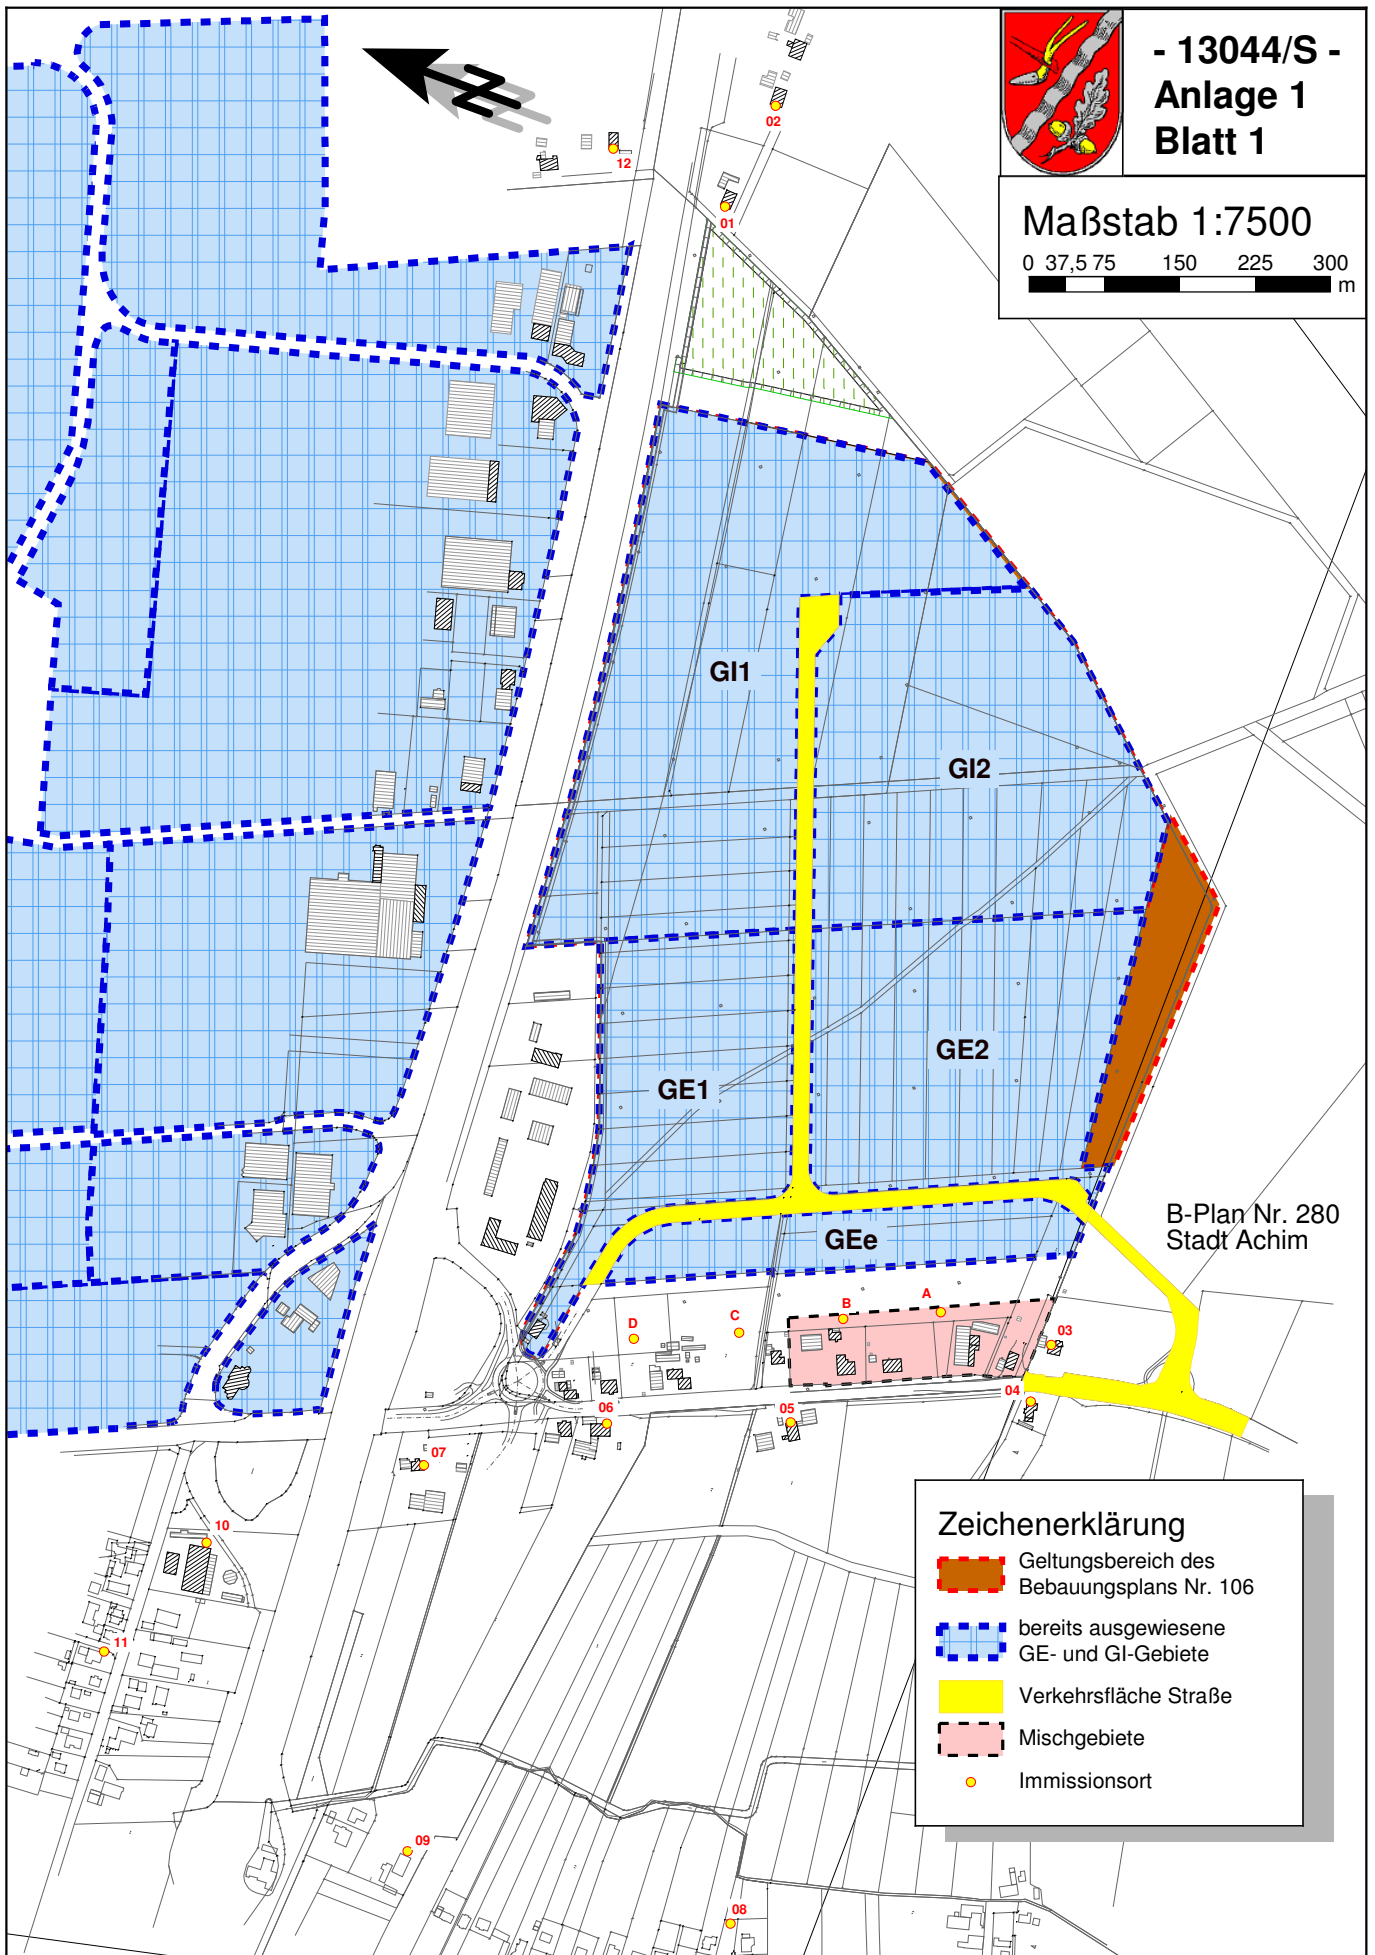 - 13044/S -
Anlage 1
Blatt 1
Maßstab 1:7500
0 37,5 75 150 225 300
m
02
12
01
GI1
GI2
GE1
GE2
GEe
B-Plan Nr. 280
Stadt Achim
A
B
C
D
03
04
05
06
07
10
11
09
08
Zeichenerklärung
Geltungsbereich des
Bebauungsplans Nr. 106
bereits ausgewiesene
GE- und GI-Gebiete
Verkehrsfläche Straße
Mischgebiete
Immissionsort